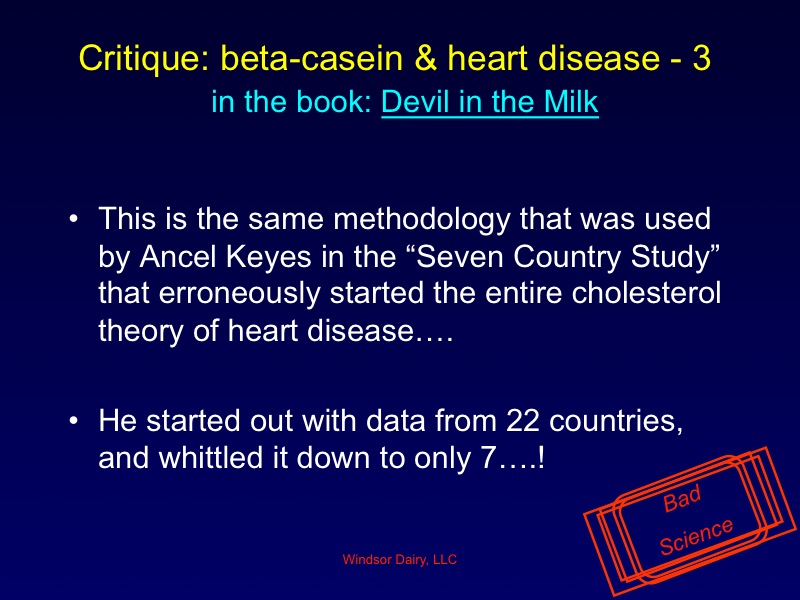 Critique: beta-casein & heart disease - 3
in the book: Devil in the Milk
• This is the same methodology that was used
by Ancel Keyes in the “Seven Country Study”
that erroneously started the entire cholesterol
theory of heart disease….
• He started out with data from 22 countries,
and whittled it down to only 7….!
Bad
Science
Windsor Dairy, LLC